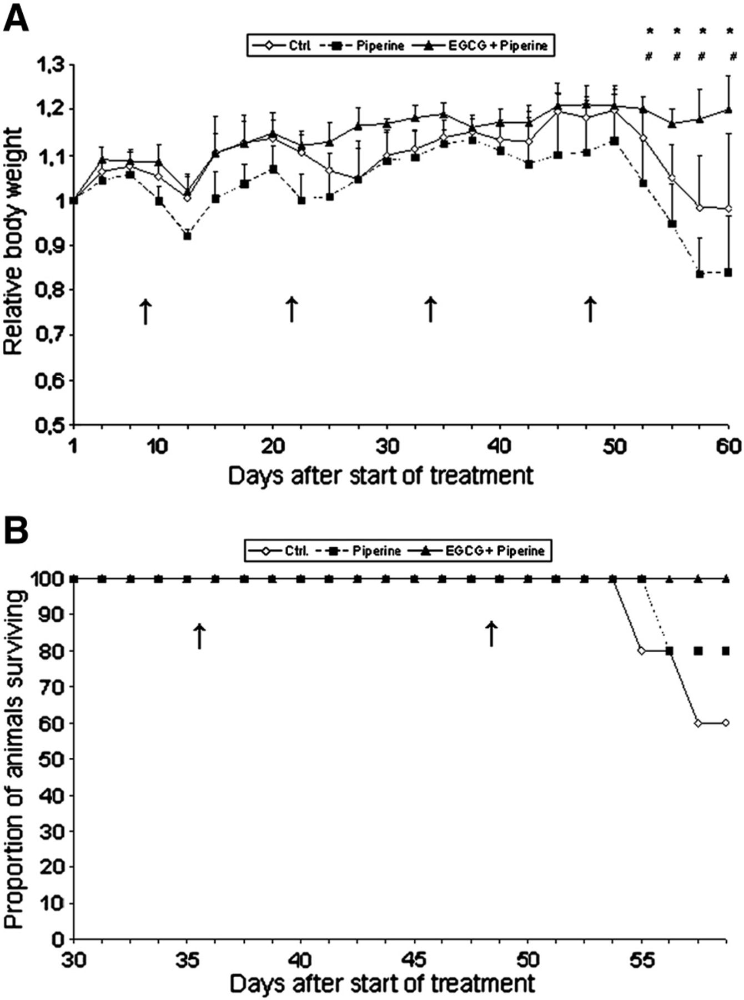 A
* * * *
# # # #
Ctrl Piperine EGCG + Piperine
1,3
1,2
1,1
1
0,9
0,8
0,7
0,6
0,5
Relative body weight
1 10 20 30 40 50 60
Days after start of treatment
B
Ctrl. Piperine EGCG + Piperine
100
90
80
70
60
50
40
30
20
10
0
Proportion of animals surviving
30 35 40 45 50 55
Days after start of treatment